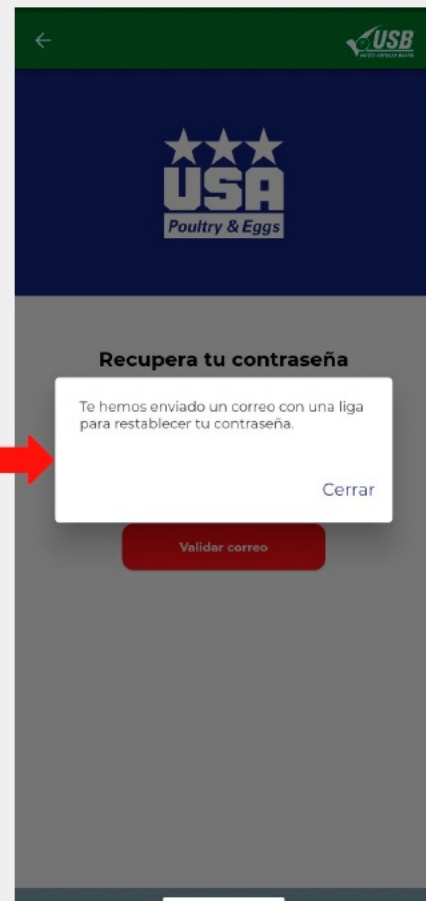 USB
USA
Poultry & Eggs
Recupera tu contraseña
Te hemos enviado un correo con una liga
para restablecer tu contraseña.
Cerrar
Validar correo